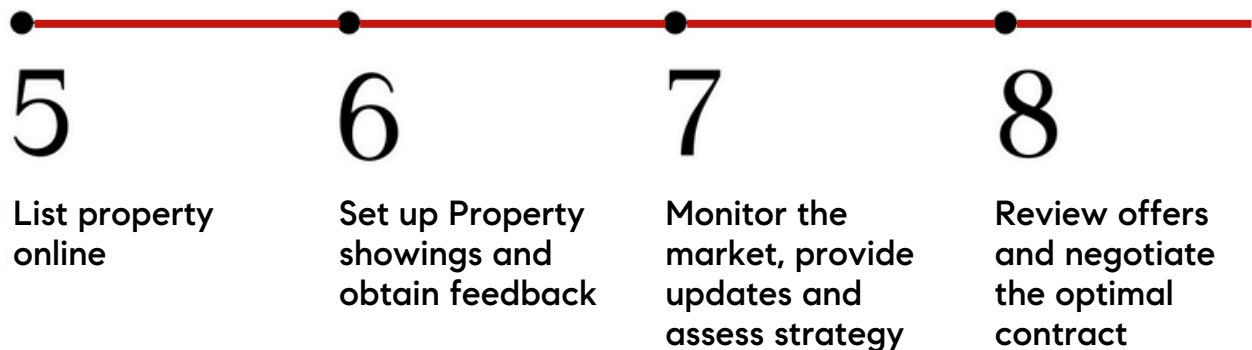 5
List property
online
6
Set up Property
showings and
obtain feedback
7
Monitor the
market, provide
updates and
assess strategy
8
Review offers
and negotiate
the optimal
contract